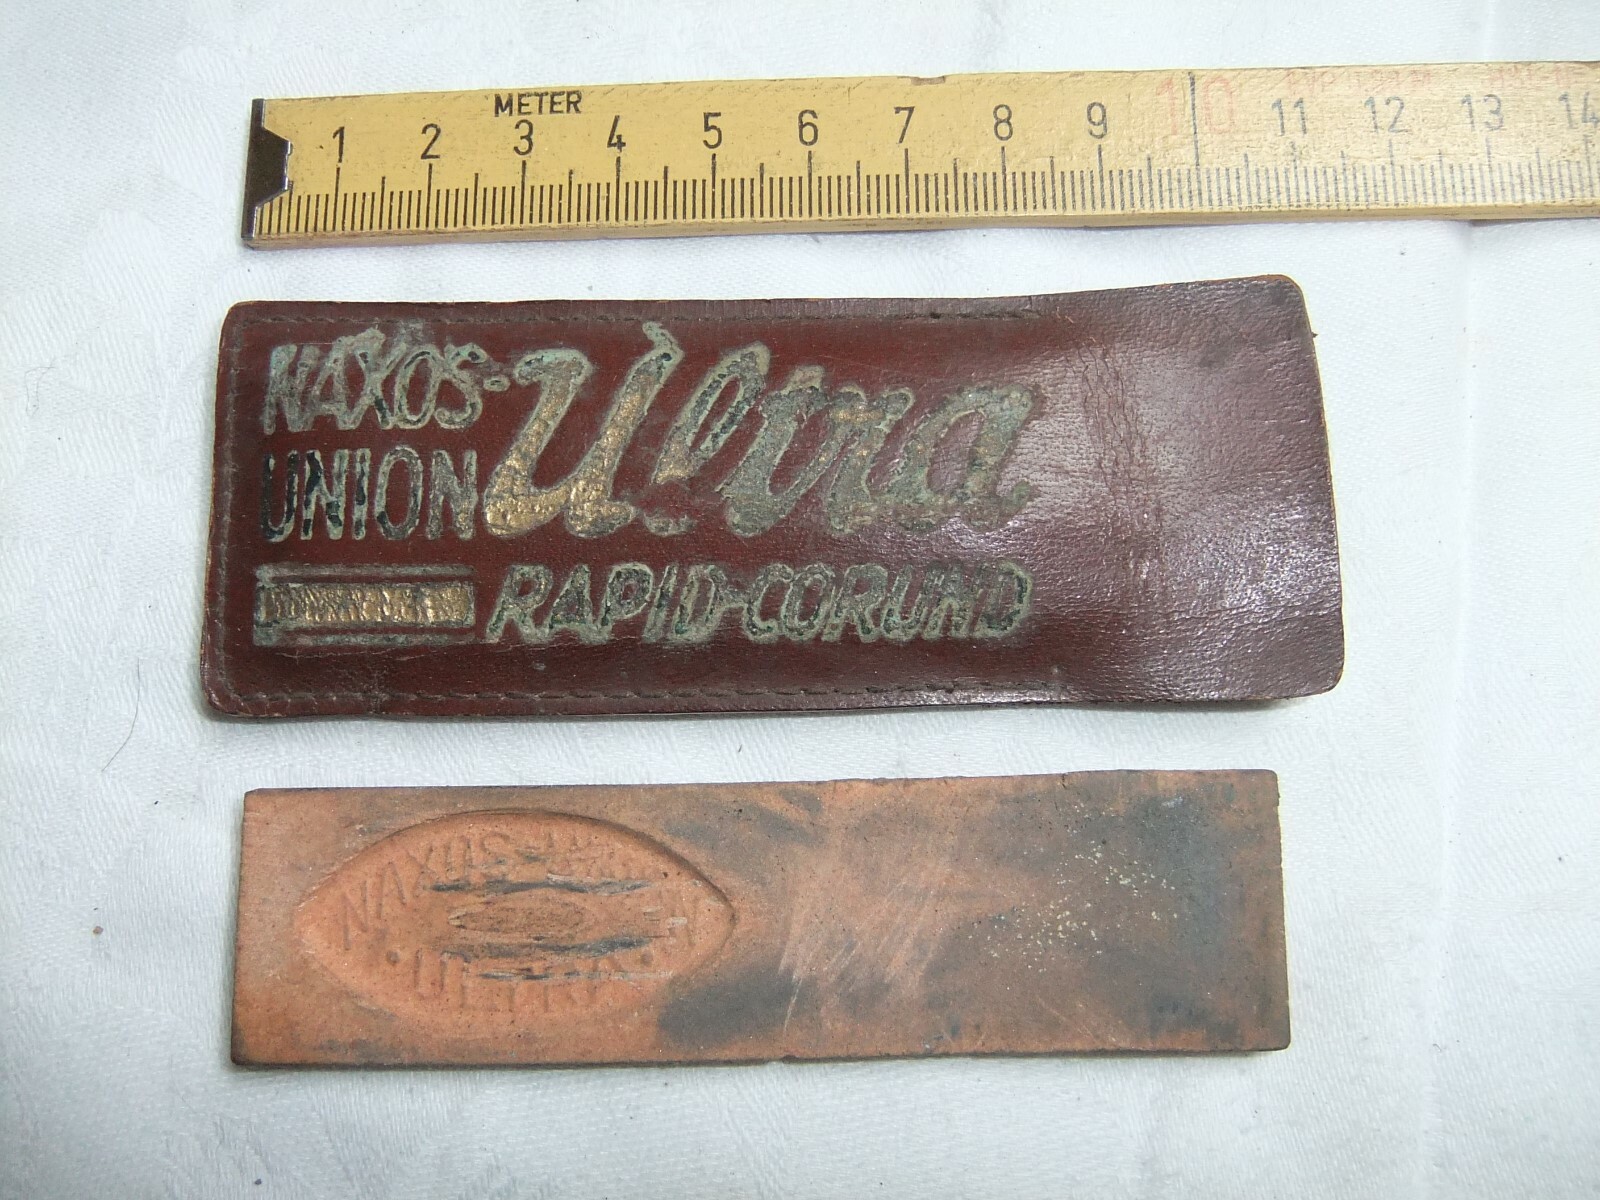 METER
1 2 3 4 5 6 7 8 9 10 11 12 13 14
NAXOS-
UNION
Ultra
RAPID-CORUND
NAXOS-
ULTRA